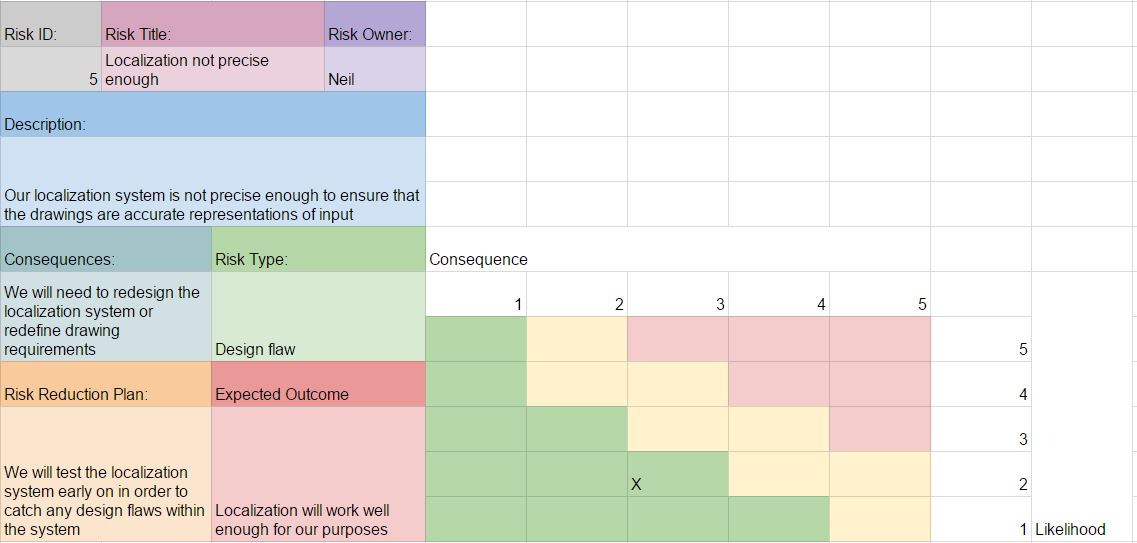 Risk ID:
Risk Title:
Risk Owner:
5
Localization not precise
enough
Neil
Description:
Our localization system is not precise enough to ensure that
the drawings are accurate representations of input
Consequences:
Risk Type:
Consequence
We will need to redesign the
localization system or
redefine drawing
requirements
Design flaw
1 2 3 4 5
5
Risk Reduction Plan:
Expected Outcome
4
3
We will test the localization
system early on in order to
catch any design flaws within
the system
Localization will work well
enough for our purposes
X
2
1 Likelihood